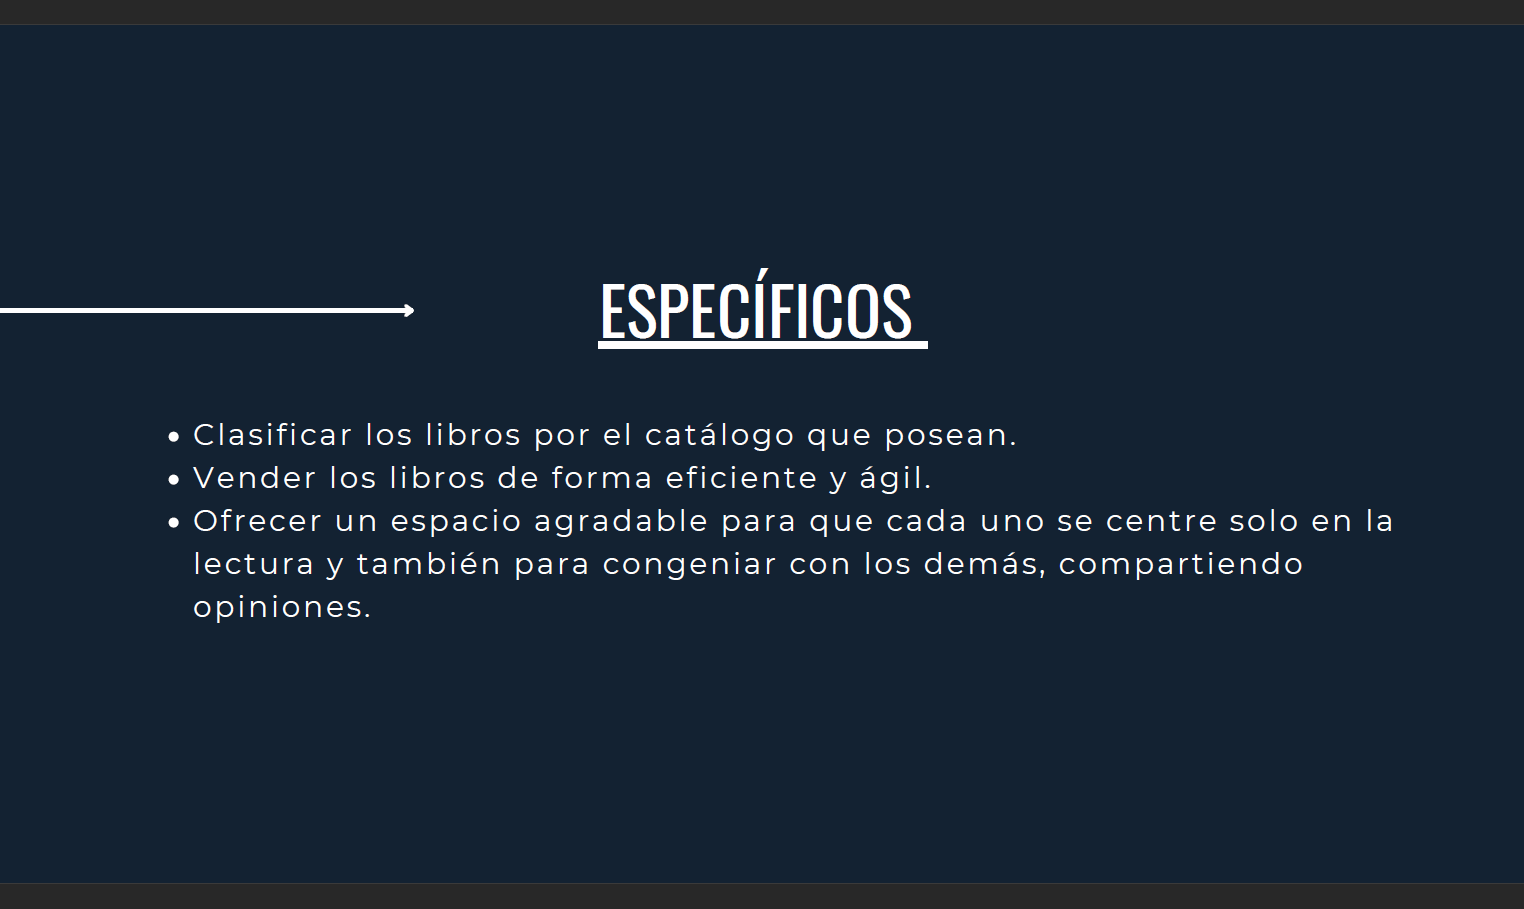 ESPECÍFICOS
• Clasificar los libros por el catálogo que posean.
• Vender los libros de forma eficiente y ágil.
• Ofrecer un espacio agradable para que cada uno se centre solo en la
lectura y también para congeniar con los demás, compartiendo
opiniones.